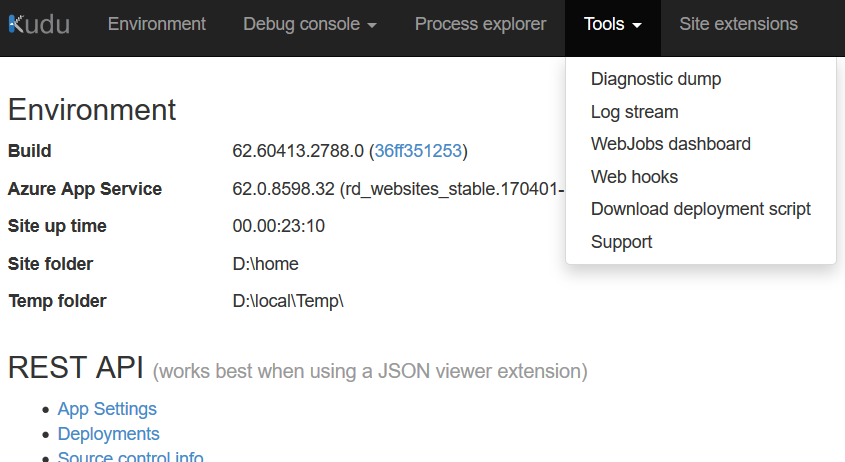 Kudu Environment Debug console Process explorer Tools Site extensions
Diagnostic dump
Log stream
WebJobs dashboard
Web hooks
Download deployment script
Support
Environment
Build 62.60413.2788.0 (36ff351253)
Azure App Service 62.0.8598.32 (rd_websites_stable.170401-
Site up time 00.00:23:10
Site folder D:\home
Temp folder D:\local\Temp\
REST API (works best when using a JSON viewer extension)
App Settings
Deployments
Source control info